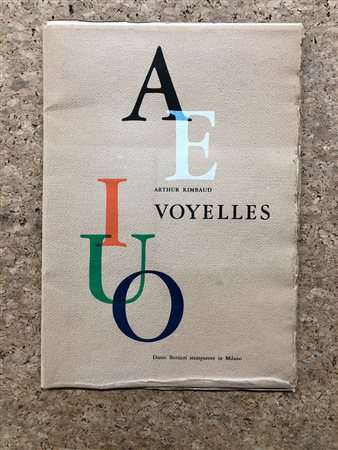 A
E
ARTHUR RIMBAUD
VOYELLES
I
U
O
Dante Bertieri stampatore in Milano